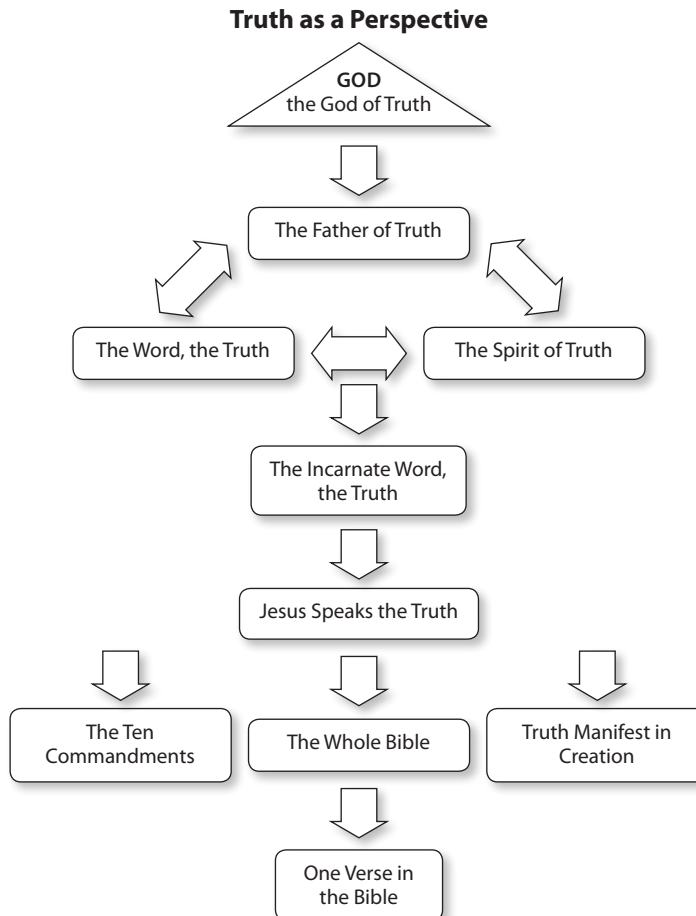 Truth as a Perspective
GOD
the God of Truth
The Father of Truth
The Word, the Truth
The Spirit of Truth
The Incarnate Word,
the Truth
Jesus Speaks the Truth
The Ten
Commandments
The Whole Bible
Truth Manifest in
Creation
One Verse in
the Bible